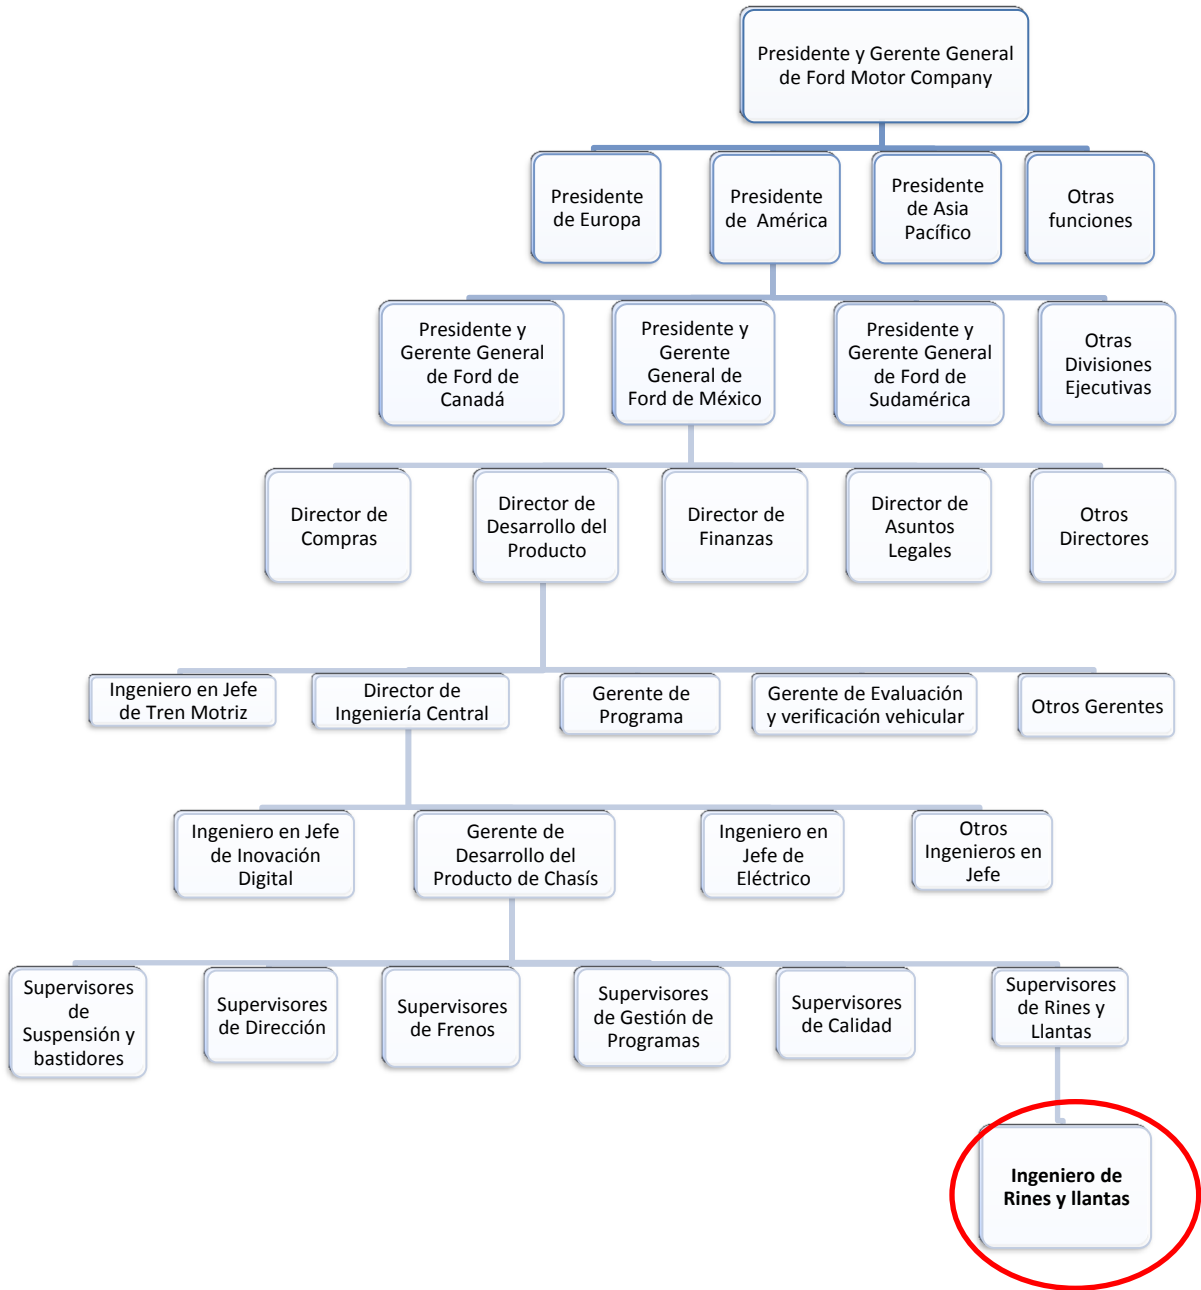 Presidente y Gerente General
de Ford Motor Company
Presidente
de Europa
Presidente
de América
Presidente
de Asia
Pacífico
Otras
funciones
Presidente y
Gerente General
de Ford de
Canadá
Presidente y
Gerente
General de
Ford de México
Presidente y
Gerente General
de Ford de
Sudamérica
Otras
Divisiones
Ejecutivas
Director de
Compras
Director de
Desarrollo del
Producto
Director de
Finanzas
Director de
Asuntos
Legales
Otros
Directores
Ingeniero en Jefe
de Tren Motriz
Director de
Ingeniería Central
Gerente de
Programa
Gerente de Evaluación
y verificación vehicular
Otros Gerentes
Ingeniero en Jefe
de Inovación
Digital
Gerente de
Desarrollo del
Producto de Chasís
Ingeniero en
Jefe de
Eléctrico
Otros
Ingenieros en
Jefe
Supervisores
de
Suspensión y
bastidores
Supervisores
de Dirección
Supervisores
de Frenos
Supervisores
de Gestión de
Programas
Supervisores
de Calidad
Supervisores
de Rines y
Llantas
Ingeniero de
Rines y llantas